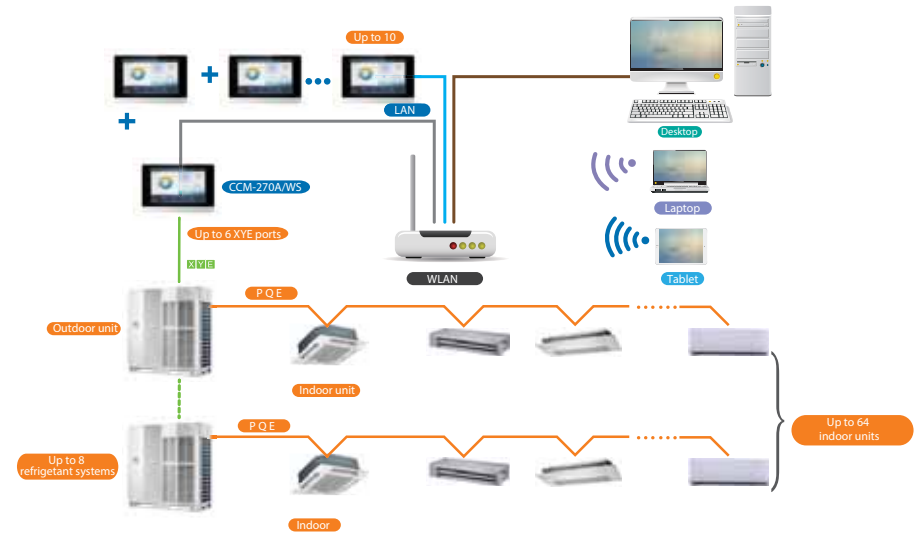 Up to 10
LAN
Desktop
CCM-270A/WS
Laptop
Up to 6 XYE ports
X Y E
WLAN
Tablet
P Q E
Outdoor unit
Indoor unit
P Q E
Up to 64
indoor units
Up to 8
refrigetant systems
Indoor